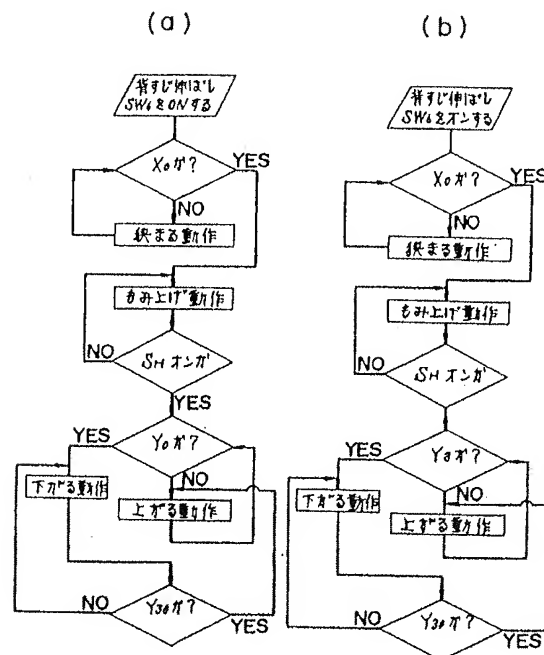 (a)
背すじ伸ばし
SW6をONする
X0か?
YES
NO
狭まる動作
もみ上げ動作
NO
SHオンか
YES
YES
Y0か?
NO
下がる動作
上がる動作
NO
Y30か?
YES
(b)
背すじ伸ばし
SW6をオンする
X0か?
YES
NO
狭まる動作
もみ上げ動作
NO
SHオンか
YES
Y0か?
NO
下がる動作
上がる動作
NO
Y30か?
YES